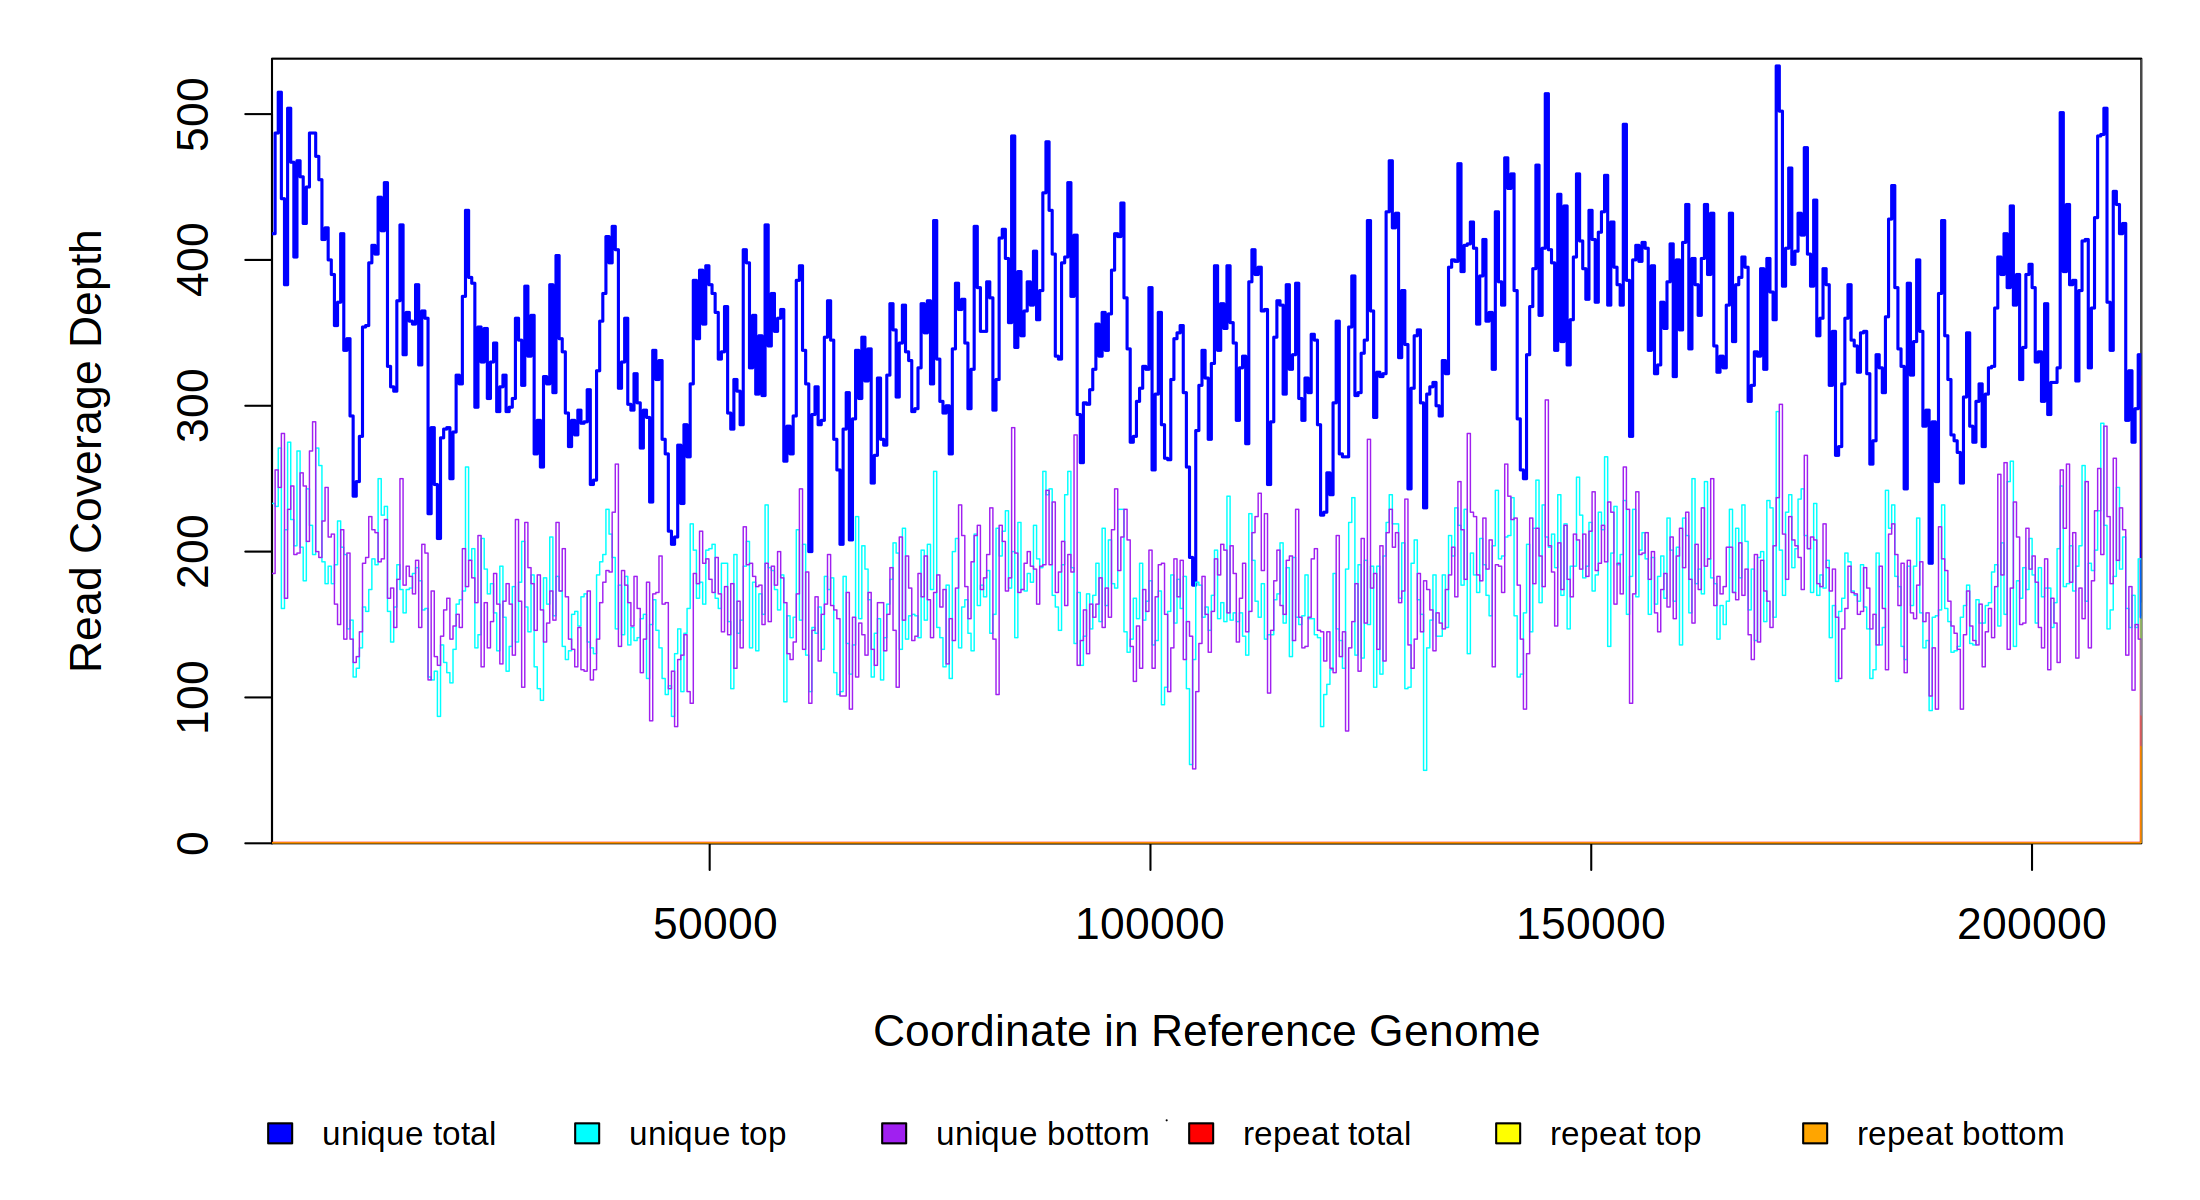 Read Coverage Depth
500
400
300
200
100
0
50000 100000 150000 200000
Coordinate in Reference Genome
unique total unique top unique bottom repeat total repeat top repeat bottom